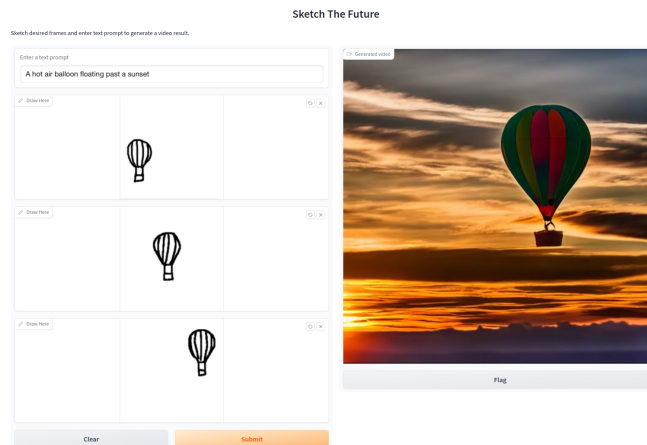 Sketch The Future
Sketch desired frames and enter text prompt to generate a video result.
Enter a text prompt
A hot air balloon floating past a sunset
Draw Here
Draw Here
Draw Here
Clear
Submit
Generated video
Flag